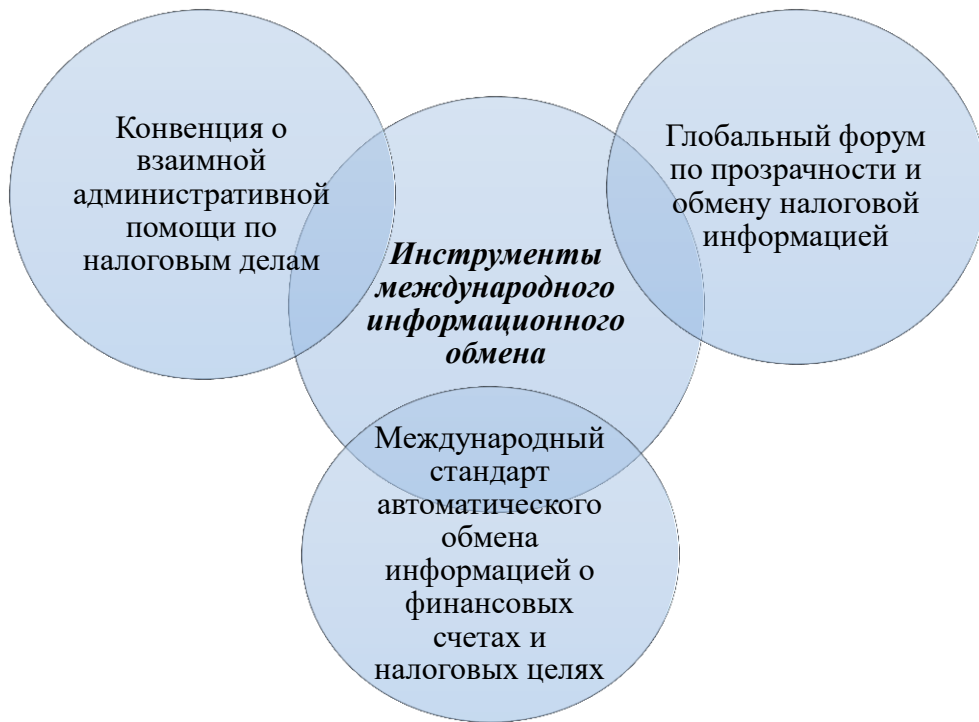 Конвенция о
взаимной
административной
помощи по
налоговым делам
Глобальный форум
по прозрачности и
обмену налоговой
информацией
Инструменты
международного
информационного
обмена
Международный
стандарт
автоматического
обмена
информацией о
финансовых
счетах и
налоговых целях